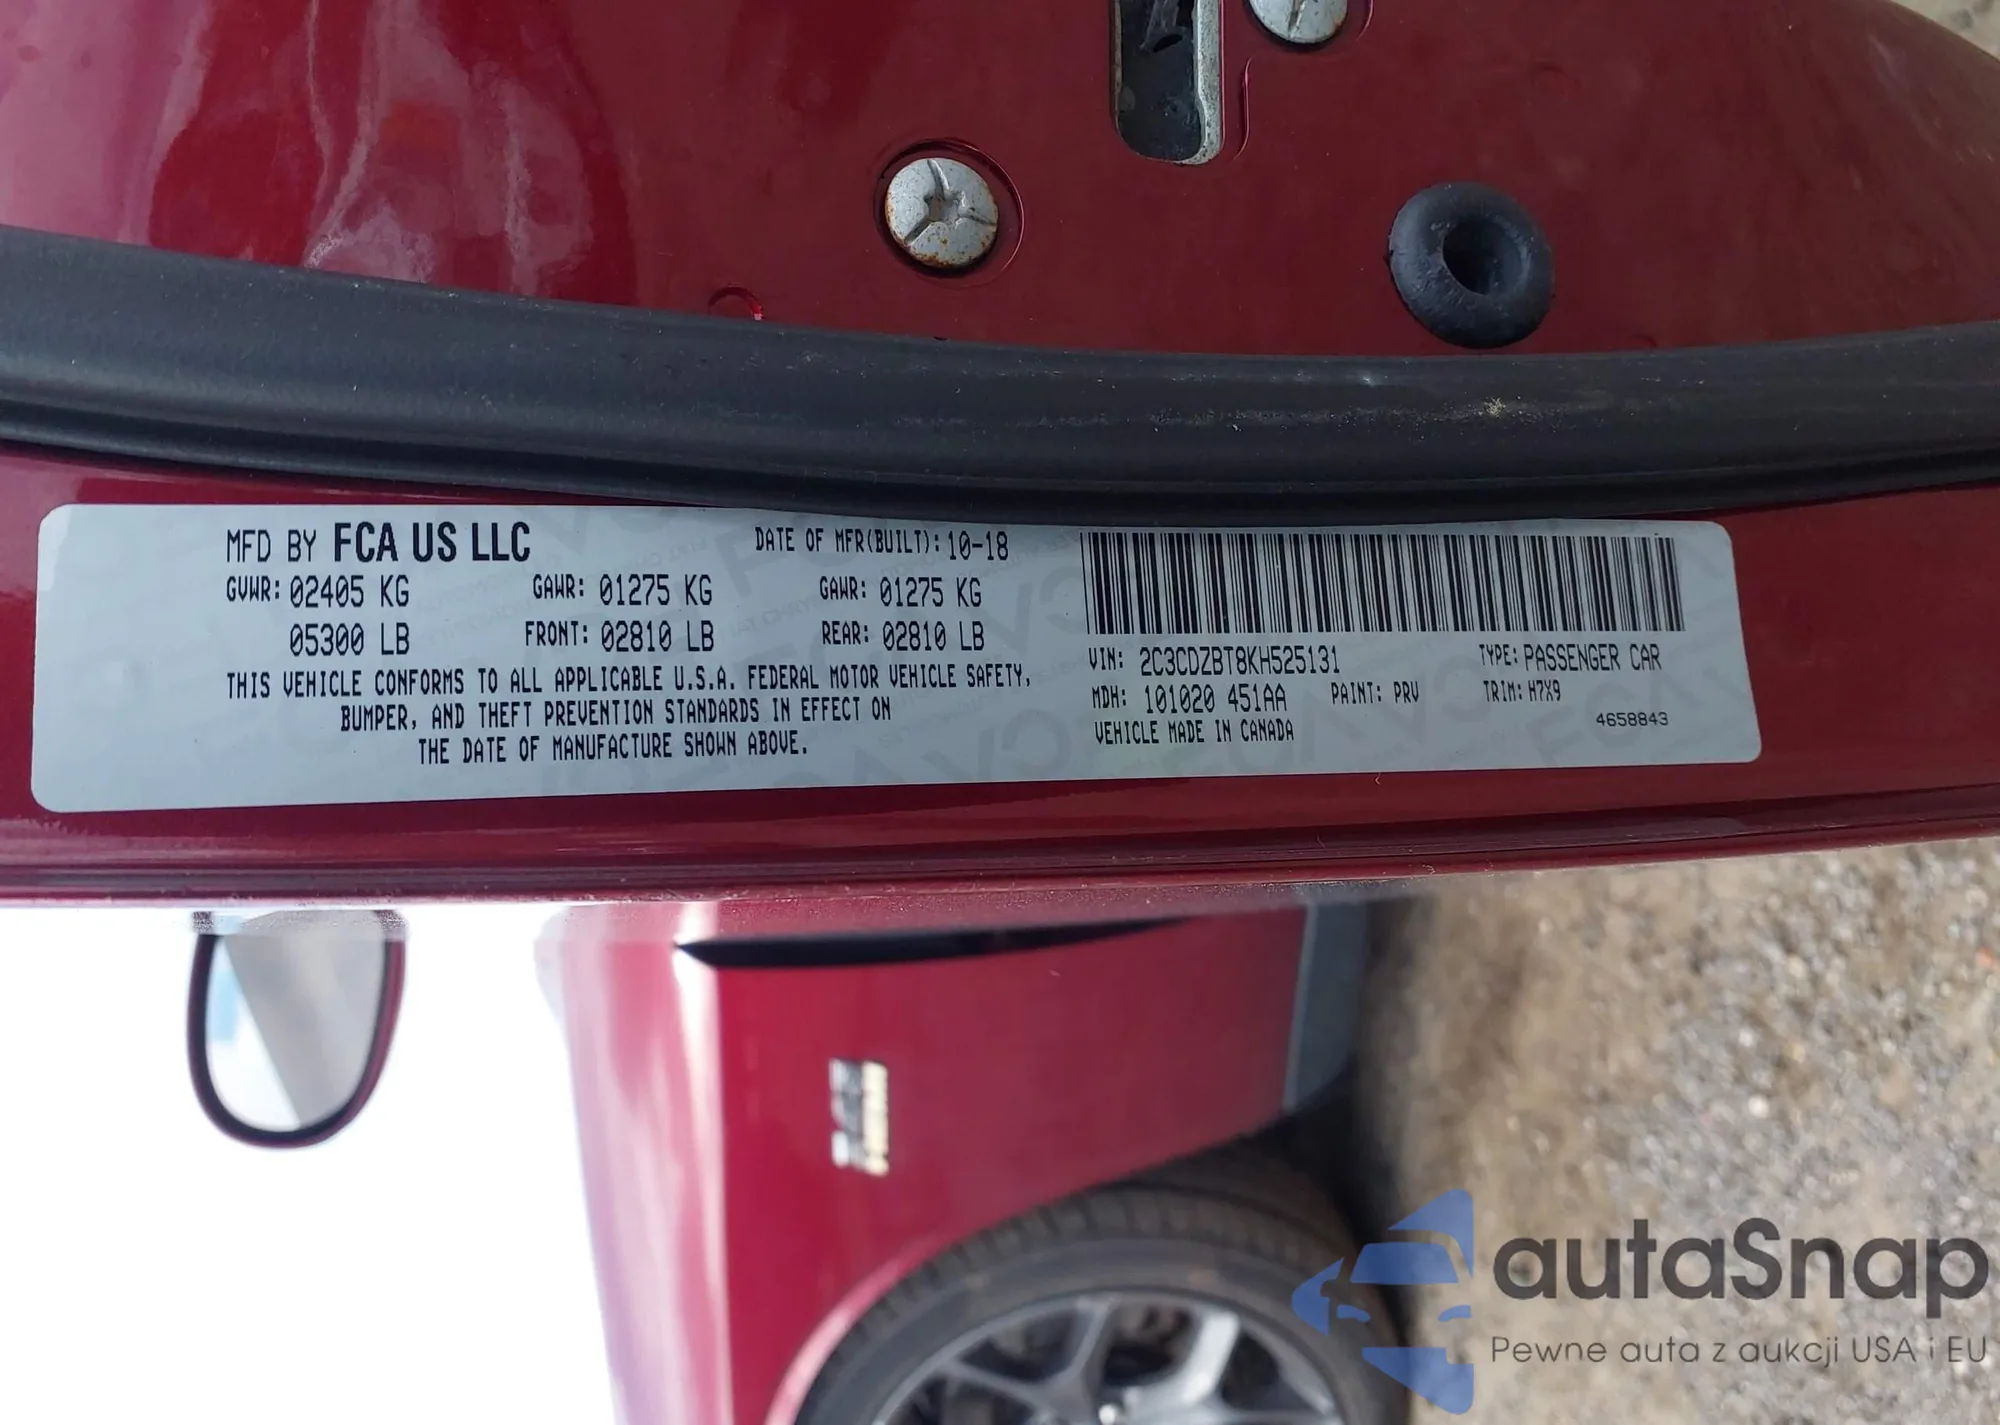 MFD BY FCA US LLC
DATE OF MFR(BUILT): 10-18
GVWR: 02405 KG GAWR: 01275 KG GAWR: 01275 KG
05300 LB FRONT: 02810 LB REAR: 02810 LB
THIS VEHICLE CONFORMS TO ALL APPLICABLE U.S.A. FEDERAL MOTOR VEHICLE SAFETY,
BUMPER, AND THEFT PREVENTION STANDARDS IN EFFECT ON
THE DATE OF MANUFACTURE SHOWN ABOVE.
VIN: 2C3CDZBT8KH525131 TYPE: PASSENGER CAR
MDH: 101020 451AA PAINT: PRV TRIM: H7X9
VEHICLE MADE IN CANADA 4658843
autaSnap
Pewne auta z aukcji USA i EU